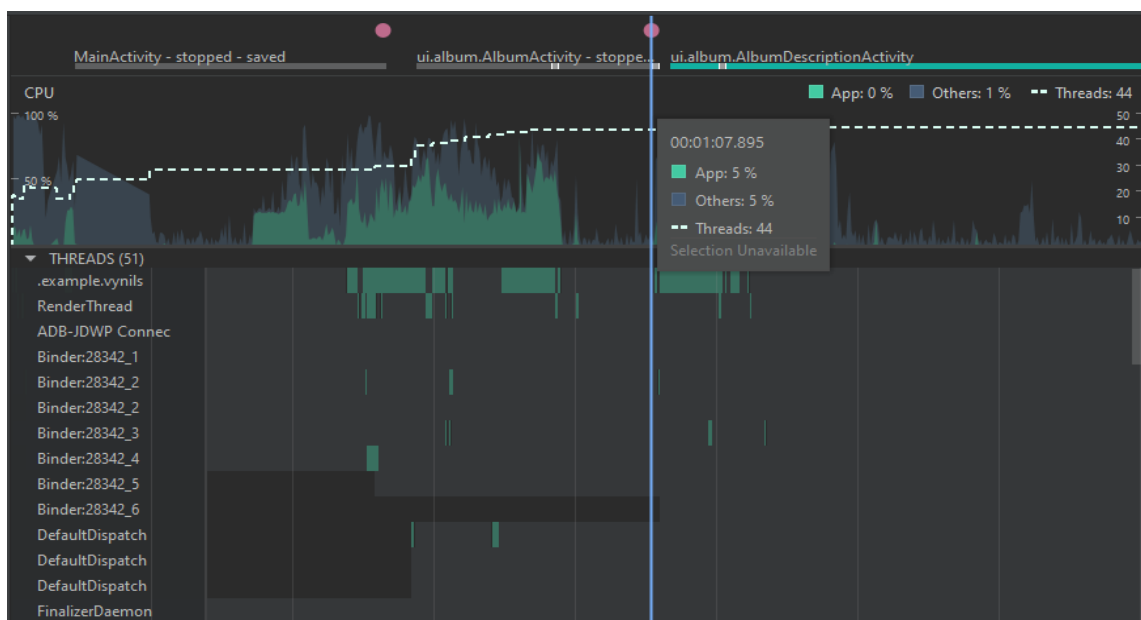 MainActivity - stopped - saved
ui.album.AlbumActivity - stoppe...
ui.album.AlbumDescriptionActivity
CPU
App: 0 %
Others: 1 %
Threads: 44
100 %
50
40
50 %
30
20
10
00:01:07.895
App: 5 %
Others: 5 %
Threads: 44
Selection Unavailable
THREADS (51)
.example.vynils
RenderThread
ADB-JDWP Connec
Binder:28342_1
Binder:28342_2
Binder:28342_2
Binder:28342_3
Binder:28342_4
Binder:28342_5
Binder:28342_6
DefaultDispatch
DefaultDispatch
DefaultDispatch
FinalizerDaemon